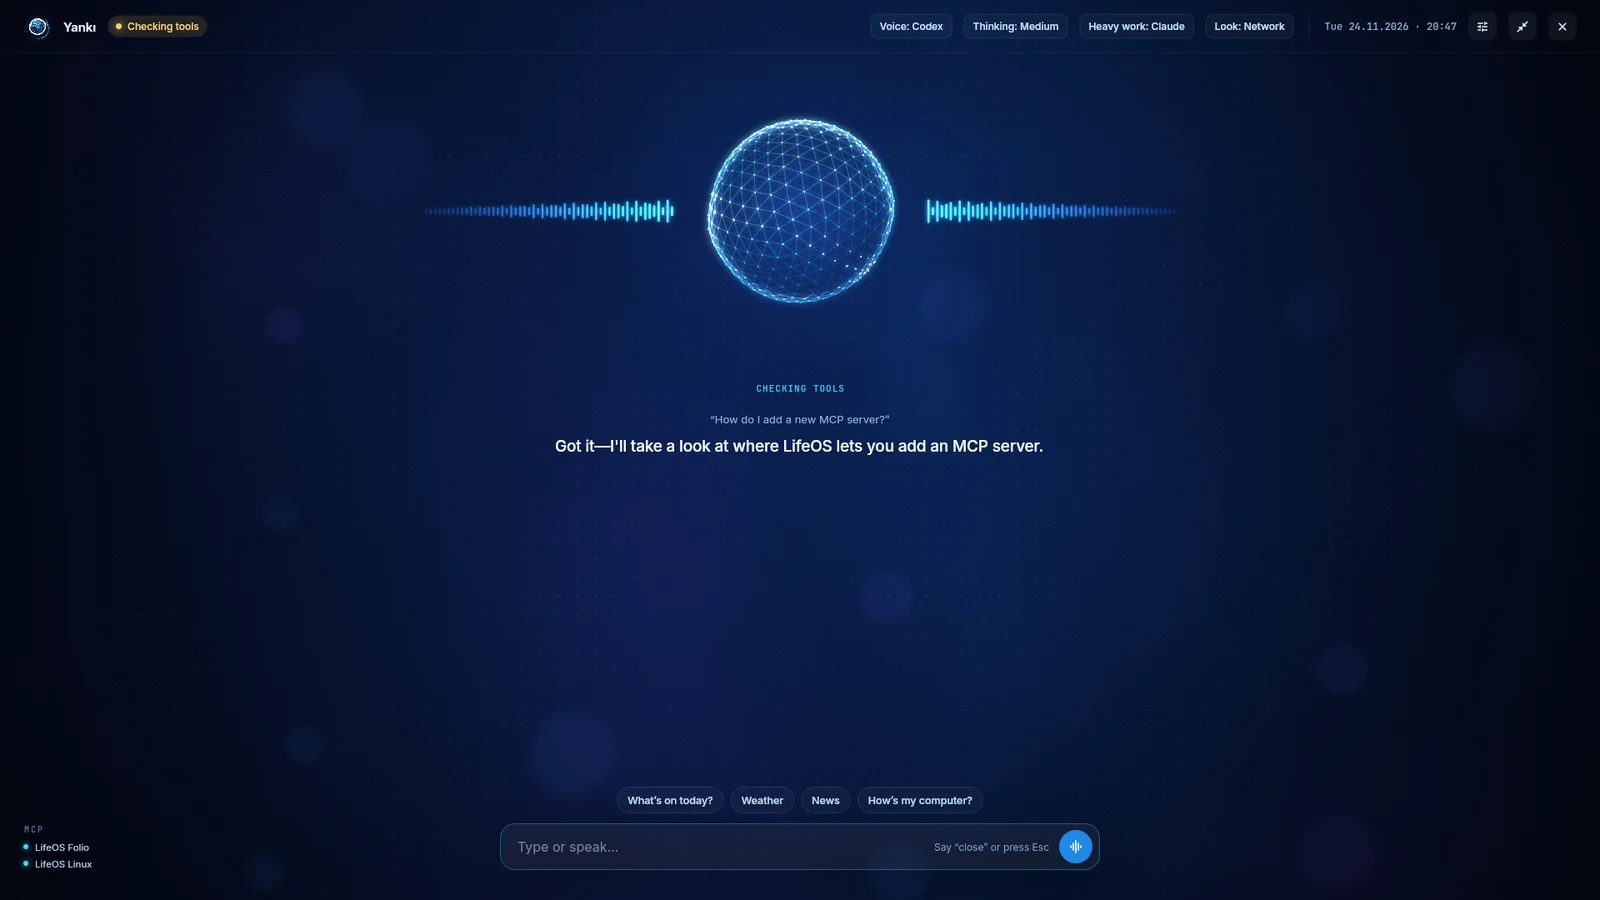 Yankı
Checking tools
Voice: Codex
Thinking: Medium
Heavy work: Claude
Look: Network
Tue 24.11.2026 · 20:47
CHECKING TOOLS
“How do I add a new MCP server?”
Got it—I'll take a look at where LifeOS lets you add an MCP server.
What’s on today?
Weather
News
How’s my computer?
MCP
LifeOS Folio
LifeOS Linux
Type or speak...
Say “close” or press Esc